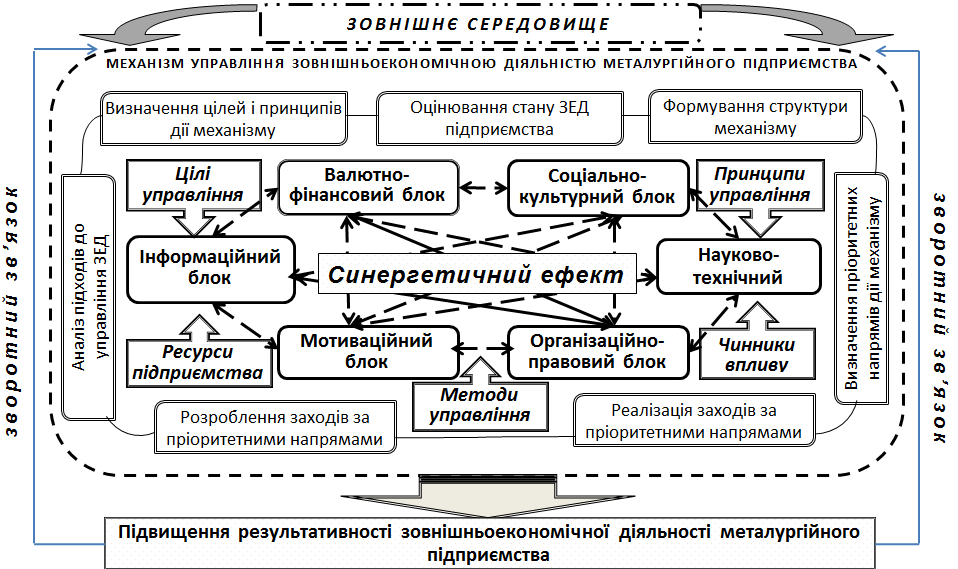 ЗОВНІШНЄ СЕРЕДОВИЩЕ
МЕХАНІЗМ УПРАВЛІННЯ ЗОВНІШНЬОЕКОНОМІЧНОЮ ДІЯЛЬНІСТЮ МЕТАЛУРГІЙНОГО ПІДПРИЄМСТВА
Визначення цілей і принципів
дії механізму
Оцінювання стану ЗЕД
підприємства
Формування структури
механізму
зворотний зв’язок
Аналіз підходів до
управління ЗЕД
Цілі
управління
Валютно-
фінансовий блок
Соціально-
культурний блок
Принципи
управління
Визначення пріоритетних
напрямів дії механізму
зворотний зв’язок
Інформаційний
блок
Синергетичний ефект
Науково-
технічний
Ресурси
підприємства
Мотиваційний
блок
Організаційно-
правовий блок
Чинники
впливу
Методи
управління
Розроблення заходів за
пріоритетними напрямами
Реалізація заходів за
пріоритетними напрямами
Підвищення результативності зовнішньоекономічної діяльності металургійного
підприємства